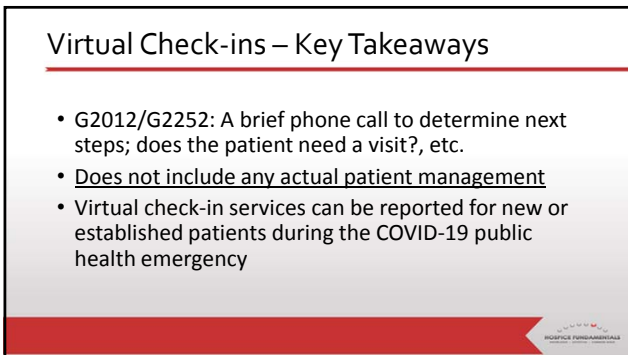 Virtual Check-ins – Key Takeaways
• G2012/G2252: A brief phone call to determine next
steps; does the patient need a visit?, etc.
• Does not include any actual patient management
• Virtual check-in services can be reported for new or
established patients during the COVID-19 public
health emergency
HOSPICE FUNDAMENTALS